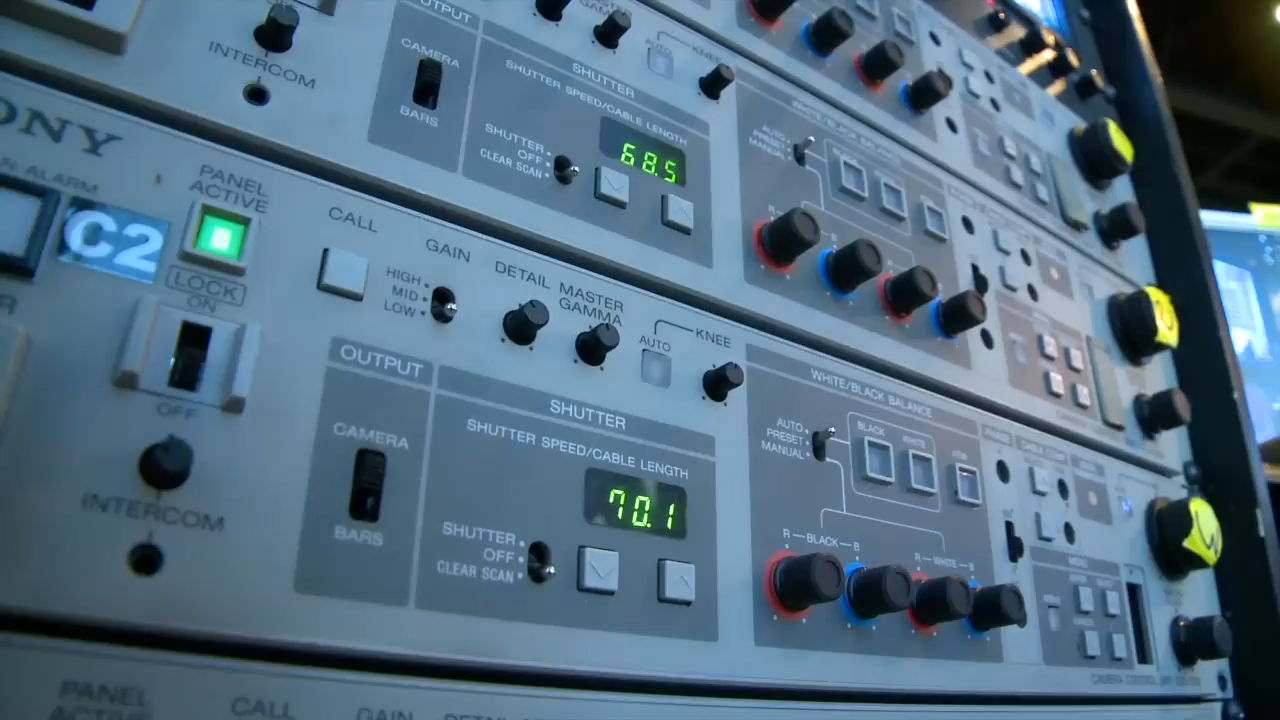 OUTPUT
INTERCOM
CAMERA
BARS
SHUTTER
SHUTTER SPEED/CABLE LENGTH
SHUTTER
OFF
CLEAR SCAN
68.5
AUTO
KNEE
WHITE/BLACK BALANCE
AUTO
PRESET
MANUAL
ONY
ALARM
C2
PANEL
ACTIVE
LOCK
ON
OFF
INTERCOM
CALL
GAIN
HIGH
MID
LOW
DETAIL
MASTER
GAMMA
AUTO
KNEE
OUTPUT
CAMERA
BARS
SHUTTER
SHUTTER SPEED/CABLE LENGTH
70.1
SHUTTER
OFF
CLEAR SCAN
WHITE/BLACK BALANCE
AUTO
PRESET
MANUAL
BLACK
WHITE
R BLACK B
R WHITE B
PANEL
ACTIVE
CALL
GAIN